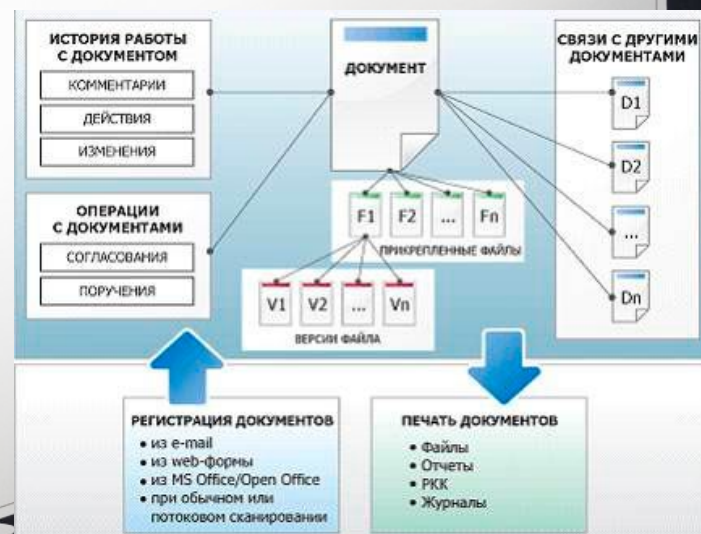 ИСТОРИЯ РАБОТЫ
С ДОКУМЕНТОМ
КОММЕНТАРИИ
ДЕЙСТВИЯ
ИЗМЕНЕНИЯ
ОПЕРАЦИИ
С ДОКУМЕНТАМИ
СОГЛАСОВАНИЯ
ПОРУЧЕНИЯ
ДОКУМЕНТ
F1 F2 ... Fn
ПРИКРЕПЛЕННЫЕ ФАЙЛЫ
V1 V2 ... Vn
ВЕРСИИ ФАЙЛА
СВЯЗИ С ДРУГИМИ
ДОКУМЕНТАМИ
D1
D2
...
Dn
РЕГИСТРАЦИЯ ДОКУМЕНТОВ
• из e-mail
• из web-формы
• из MS Office/Open Office
• при обычном или
потоковом сканировании
ПЕЧАТЬ ДОКУМЕНТОВ
• Файлы
• Отчеты
• РКК
• Журналы